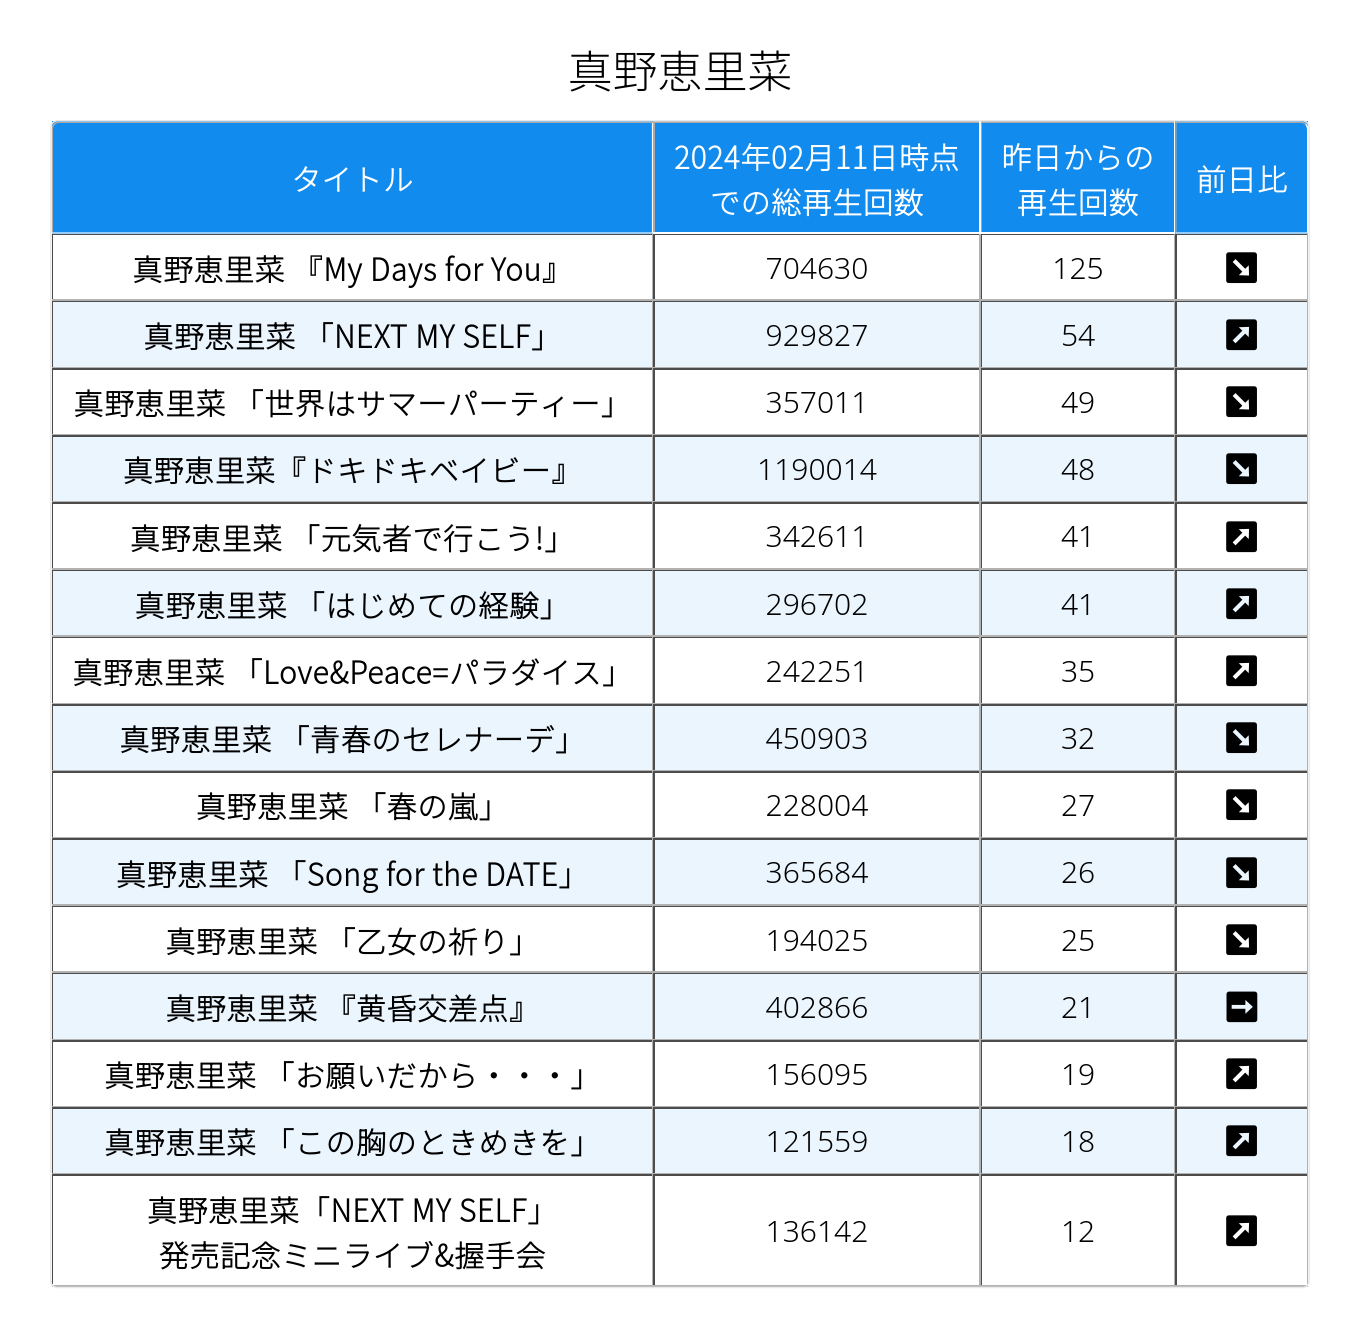 真野恵里菜
タイトル
2024年02月11日時点
での総再生回数
昨日からの
再生回数
前日比
真野恵里菜 『My Days for You』 704630 125 ↘
真野恵里菜 「NEXT MY SELF」 929827 54 ↗
真野恵里菜 「世界はサマーパーティー」 357011 49 ↘
真野恵里菜『ドキドキベイビー』 1190014 48 ↘
真野恵里菜 「元気者で行こう!」 342611 41 ↗
真野恵里菜 「はじめての経験」 296702 41 ↗
真野恵里菜 「Love&Peace=パラダイス」 242251 35 ↗
真野恵里菜 「青春のセレナーデ」 450903 32 ↘
真野恵里菜 「春の嵐」 228004 27 ↘
真野恵里菜 「Song for the DATE」 365684 26 ↘
真野恵里菜 「乙女の祈り」 194025 25 ↘
真野恵里菜 『黄昏交差点』 402866 21 →
真野恵里菜 「お願いだから・・・」 156095 19 ↗
真野恵里菜 「この胸のときめきを」 121559 18 ↗
真野恵里菜「NEXT MY SELF」
発売記念ミニライブ&握手会 136142 12 ↗